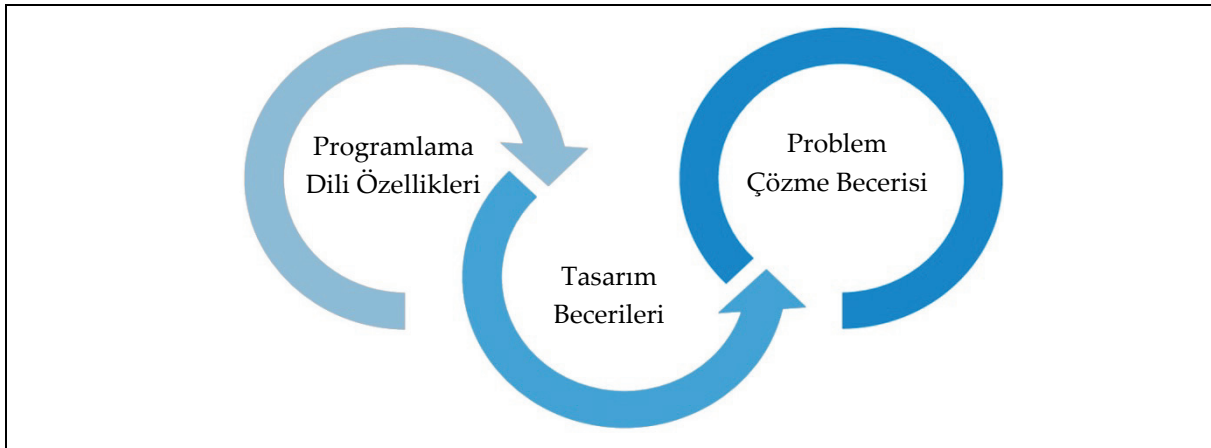 Programlama
Dili Özellikleri
Tasarım
Becerileri
Problem
Çözme Becerisi